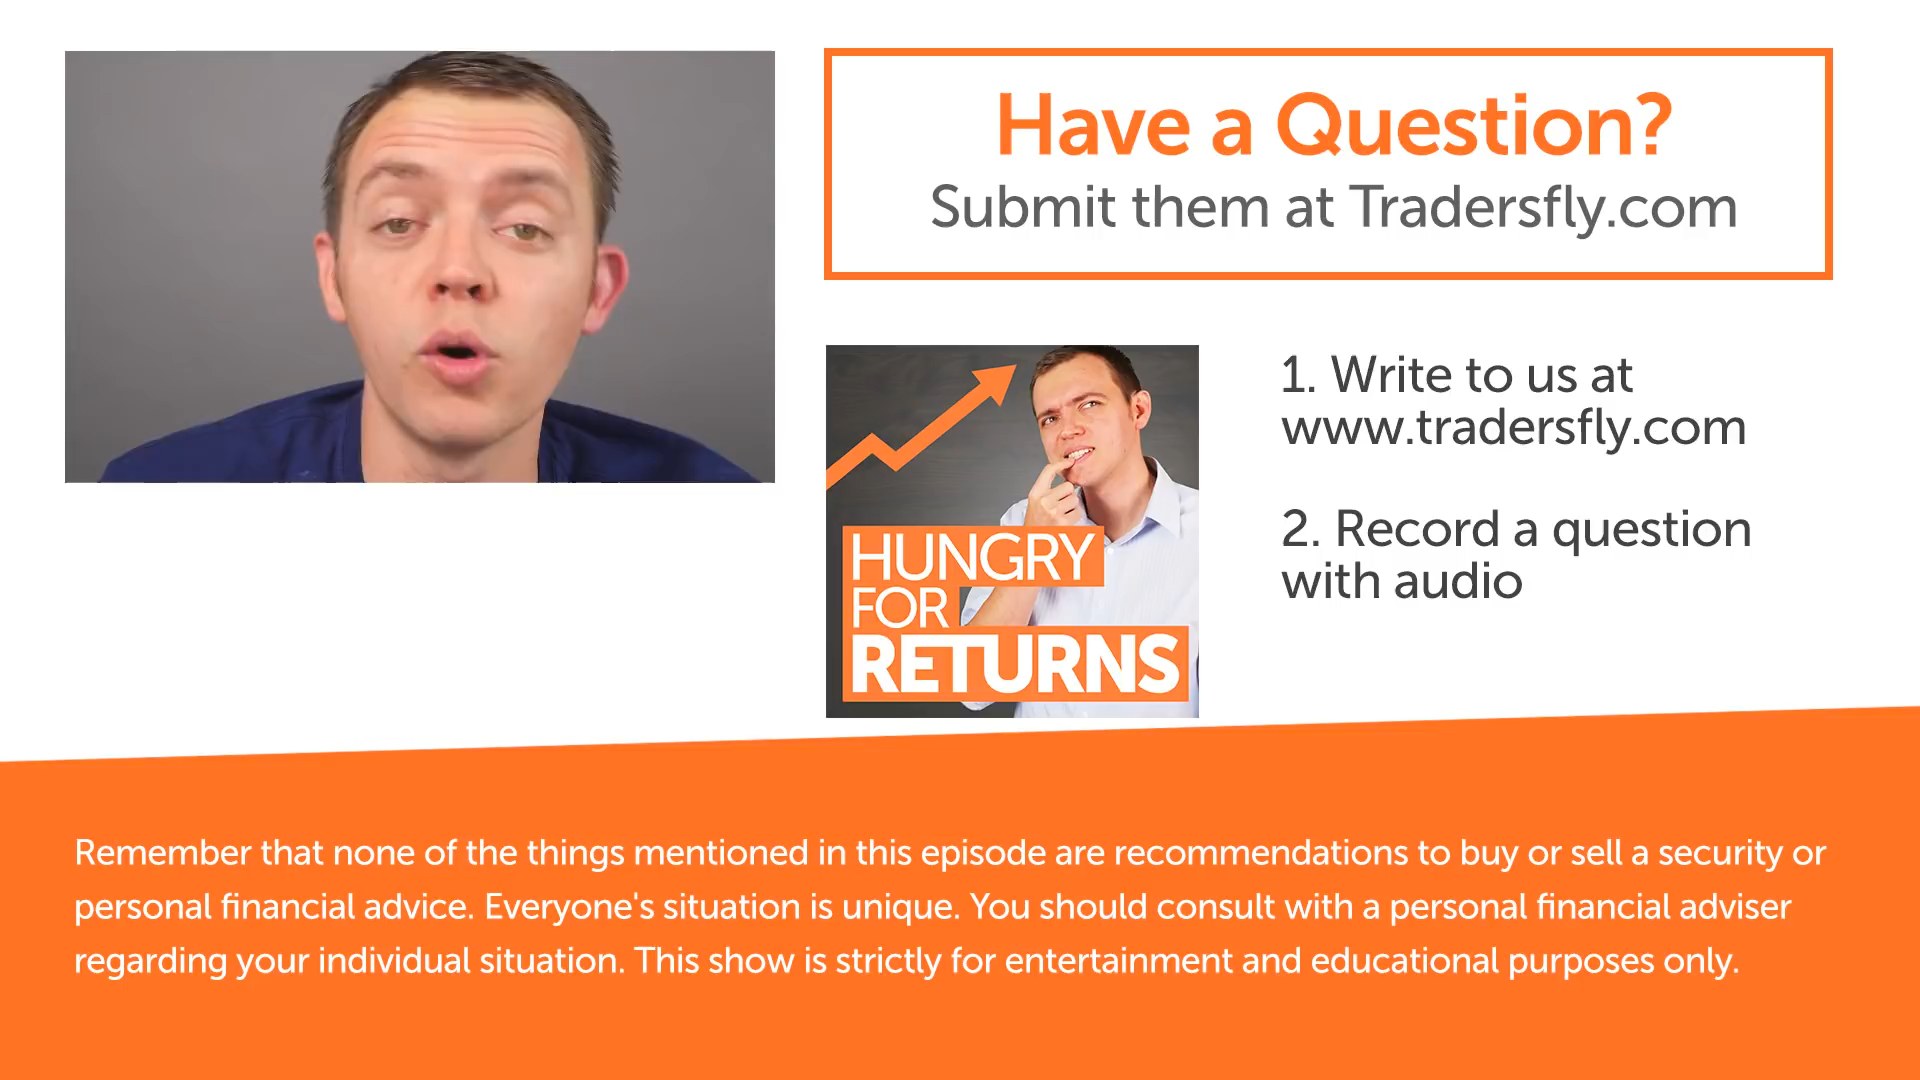 Have a Question?
Submit them at Tradersfly.com
HUNGRY
FOR
RETURNS
1. Write to us at
www.tradersfly.com
2. Record a question
with audio
Remember that none of the things mentioned in this episode are recommendations to buy or sell a security or
personal financial advice. Everyone's situation is unique. You should consult with a personal financial adviser
regarding your individual situation. This show is strictly for entertainment and educational purposes only.